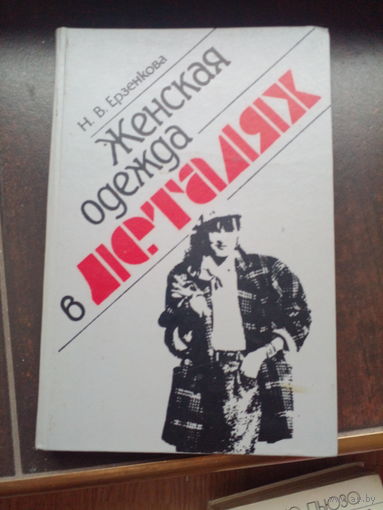 Н. В. Ерзенкова
Женская
одежда
в деталях